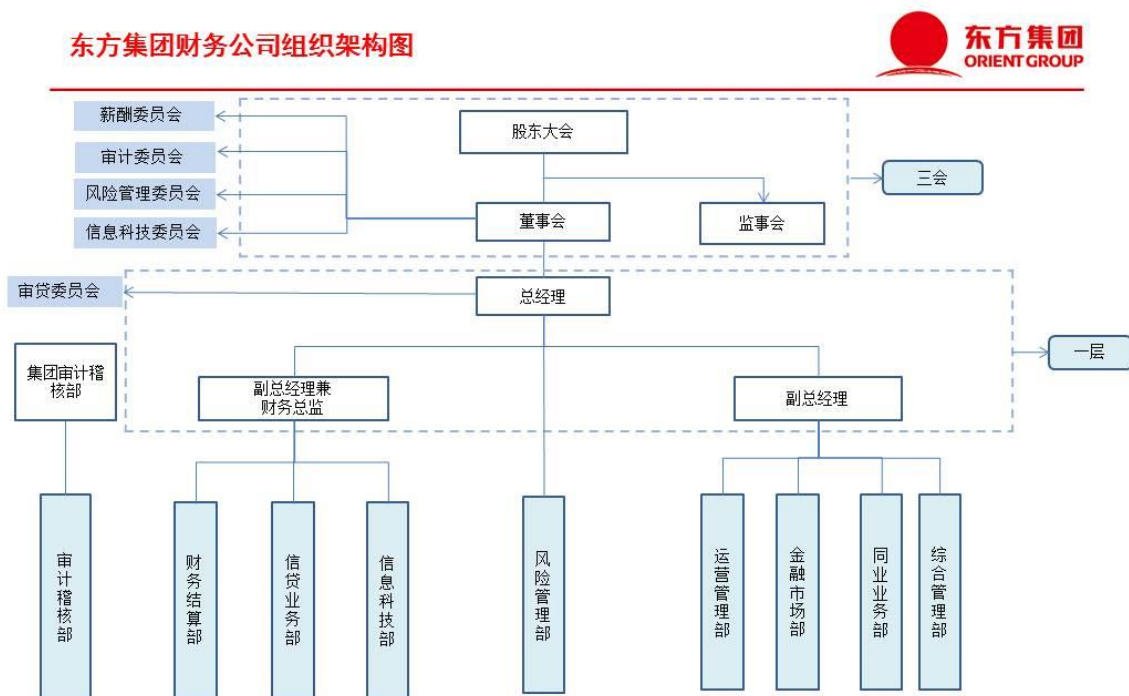 东方集团财务公司组织架构图
东方集团
ORIENT GROUP
薪酬委员会
审计委员会
风险管理委员会
信息科技委员会
股东大会
三会
董事会
监事会
审贷委员会
总经理
一层
集团审计稽
核部
副总经理兼
财务总监
副总经理
审计稽核部
财务结算部
信贷业务部
信息科技部
风险管理部
运营管理部
金融市场部
同业业务部
综合管理部